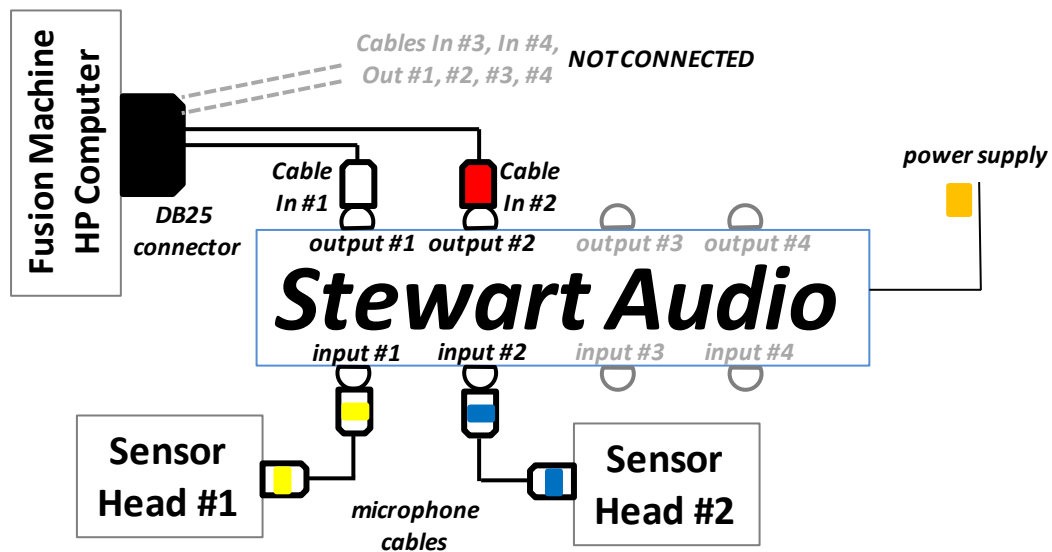 Fusion Machine
HP Computer
Cables In #3, In #4,
Out #1, #2, #3, #4
NOT CONNECTED
DB25
connector
Cable
In #1
Cable
In #2
power supply
output #1
output #2
output #3
output #4
Stewart Audio
input #1
input #2
input #3
input #4
Sensor
Head #1
microphone
cables
Sensor
Head #2